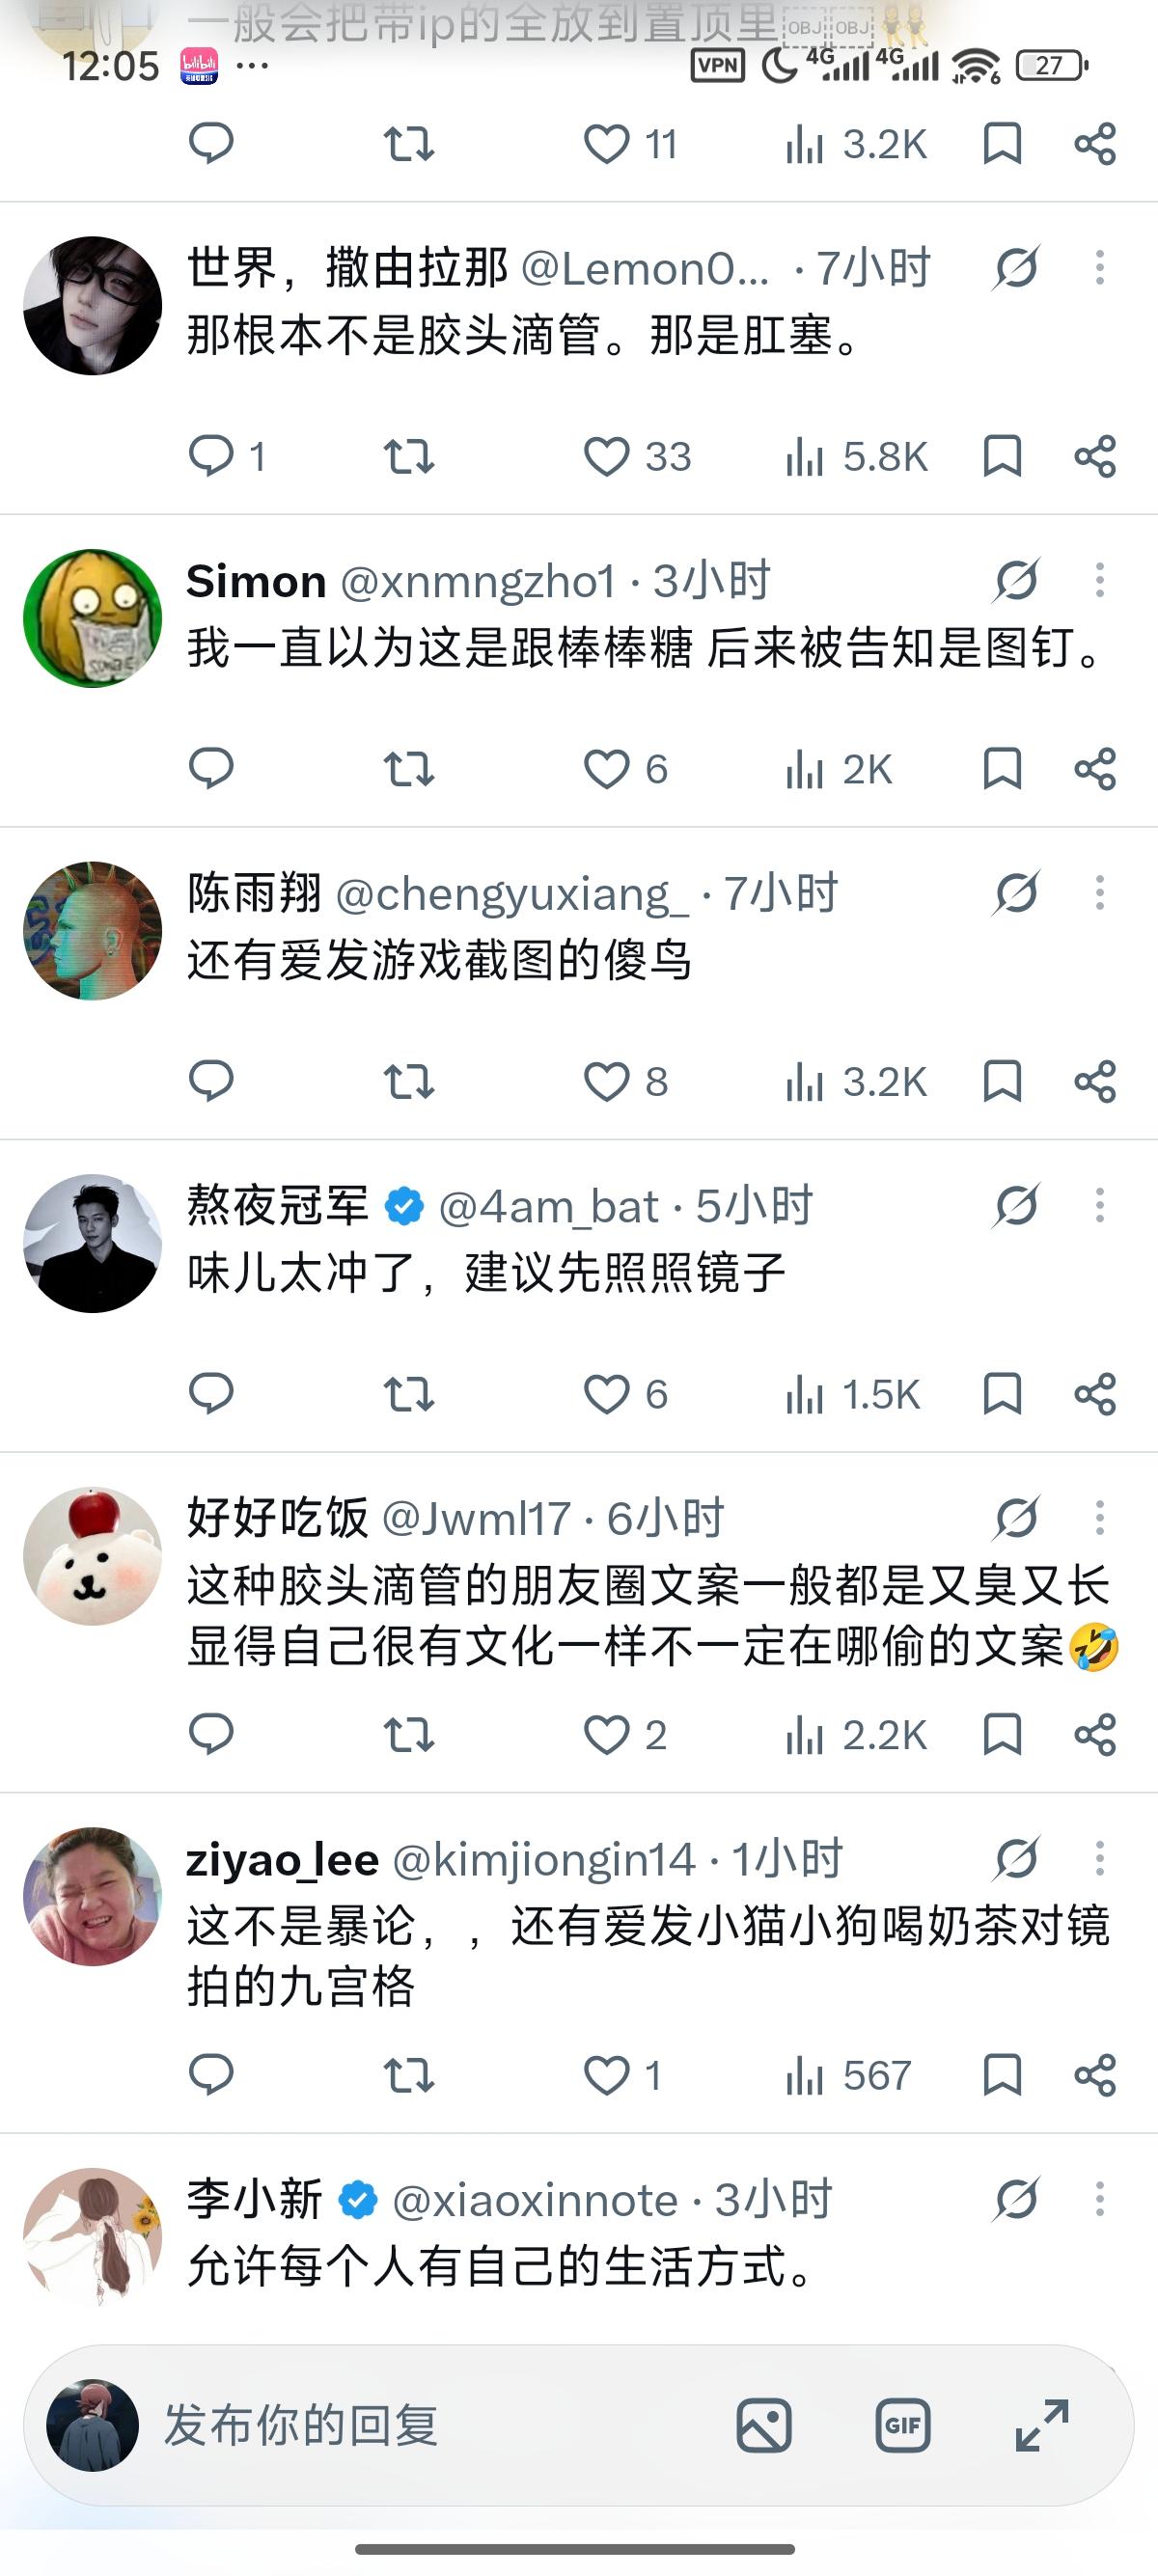 一般会把带ip的全放到置顶里OBJ OBJ👯
12:05 bilibili ... VPN 4G 4G 6 27
11 3.2K
世界，撒由拉那 @Lemon0... · 7小时
那根本不是胶头滴管。那是肛塞。
1 33 5.8K
Simon @xnmngzho1 · 3小时
我一直以为这是跟棒棒糖 后来被告知是图钉。
6 2K
陈雨翔 @chengyuxiang_ · 7小时
还有爱发游戏截图的傻鸟
8 3.2K
熬夜冠军 @4am_bat · 5小时
味儿太冲了，建议先照照镜子
6 1.5K
好好吃饭 @Jwml17 · 6小时
这种胶头滴管的朋友圈文案一般都是又臭又长
显得自己很有文化一样不一定在哪偷的文案🤣
2 2.2K
ziyao_lee @kimjiongin14 · 1小时
这不是暴论，，还有爱发小猫小狗喝奶茶对镜
拍的九宫格
1 567
李小新 @xiaoxinnote · 3小时
允许每个人有自己的生活方式。
发布你的回复 GIF